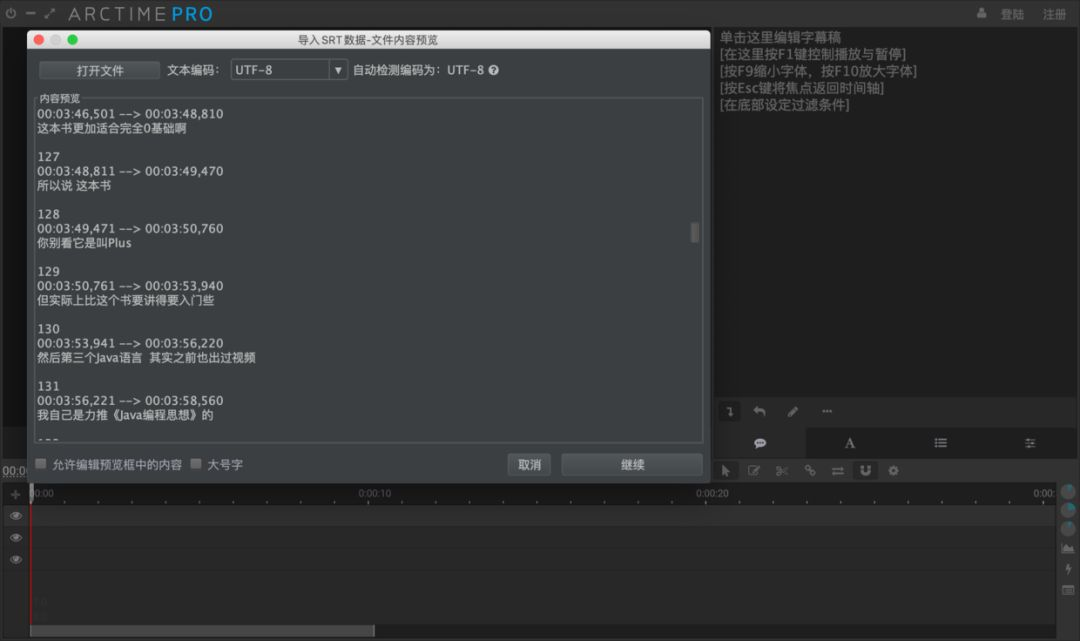 ARCTIME PRO
登陆 注册
导入SRT数据-文件内容预览
打开文件 文本编码： UTF-8 自动检测编码为：UTF-8
内容预览
00:03:46,501 --> 00:03:48,810
这本书更加适合完全0基础啊
127
00:03:48,811 --> 00:03:49,470
所以说 这本书
128
00:03:49,471 --> 00:03:50,760
你别看它是叫Plus
129
00:03:50,761 --> 00:03:53,940
但实际上比这个书要讲得要入门些
130
00:03:53,941 --> 00:03:56,220
然后第三个Java语言 其实之前也出过视频
131
00:03:56,221 --> 00:03:58,560
我自己是力推《Java编程思想》的
允许编辑预览框中的内容 大号字
取消 继续
单击这里编辑字幕稿
[在这里按F1键控制播放与暂停]
[按F9缩小字体，按F10放大字体]
[按Esc键将焦点返回时间轴]
[在底部设定过滤条件]
A
00:0
00:00 0:00:10 0:00:20 0:00: